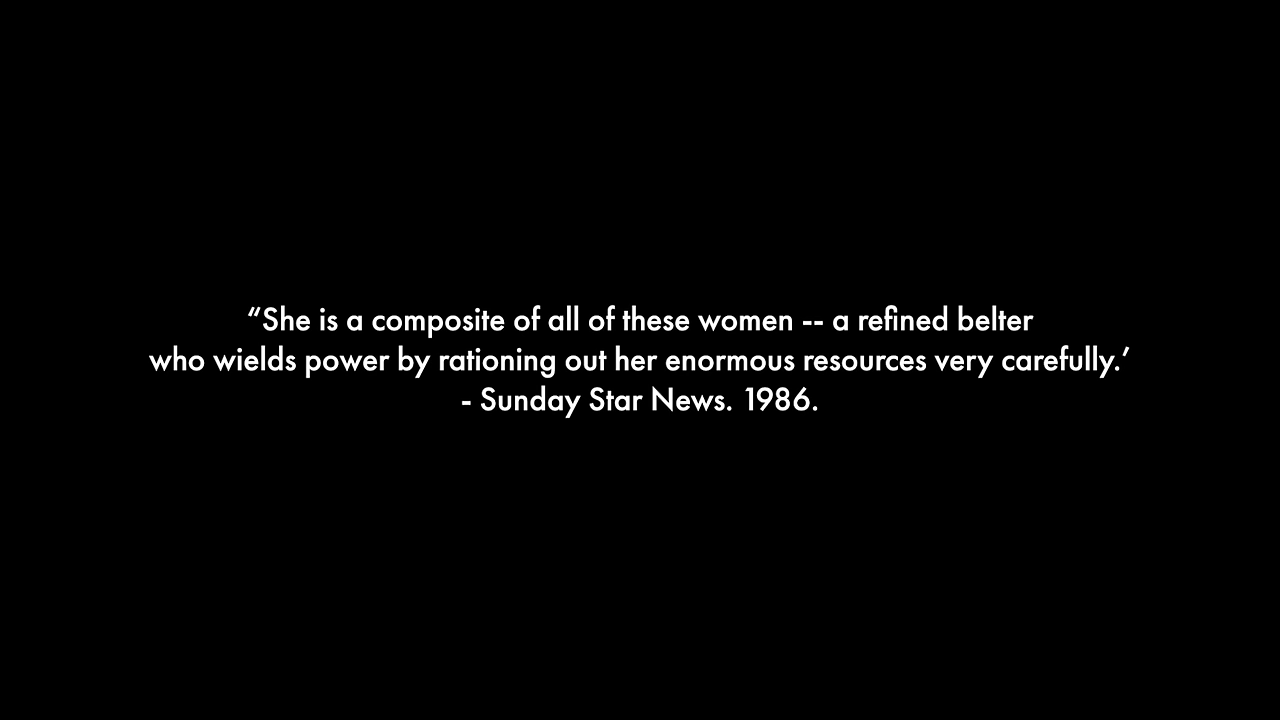 “She is a composite of all of these women -- a refined belter
who wields power by rationing out her enormous resources very carefully.’
- Sunday Star News. 1986.